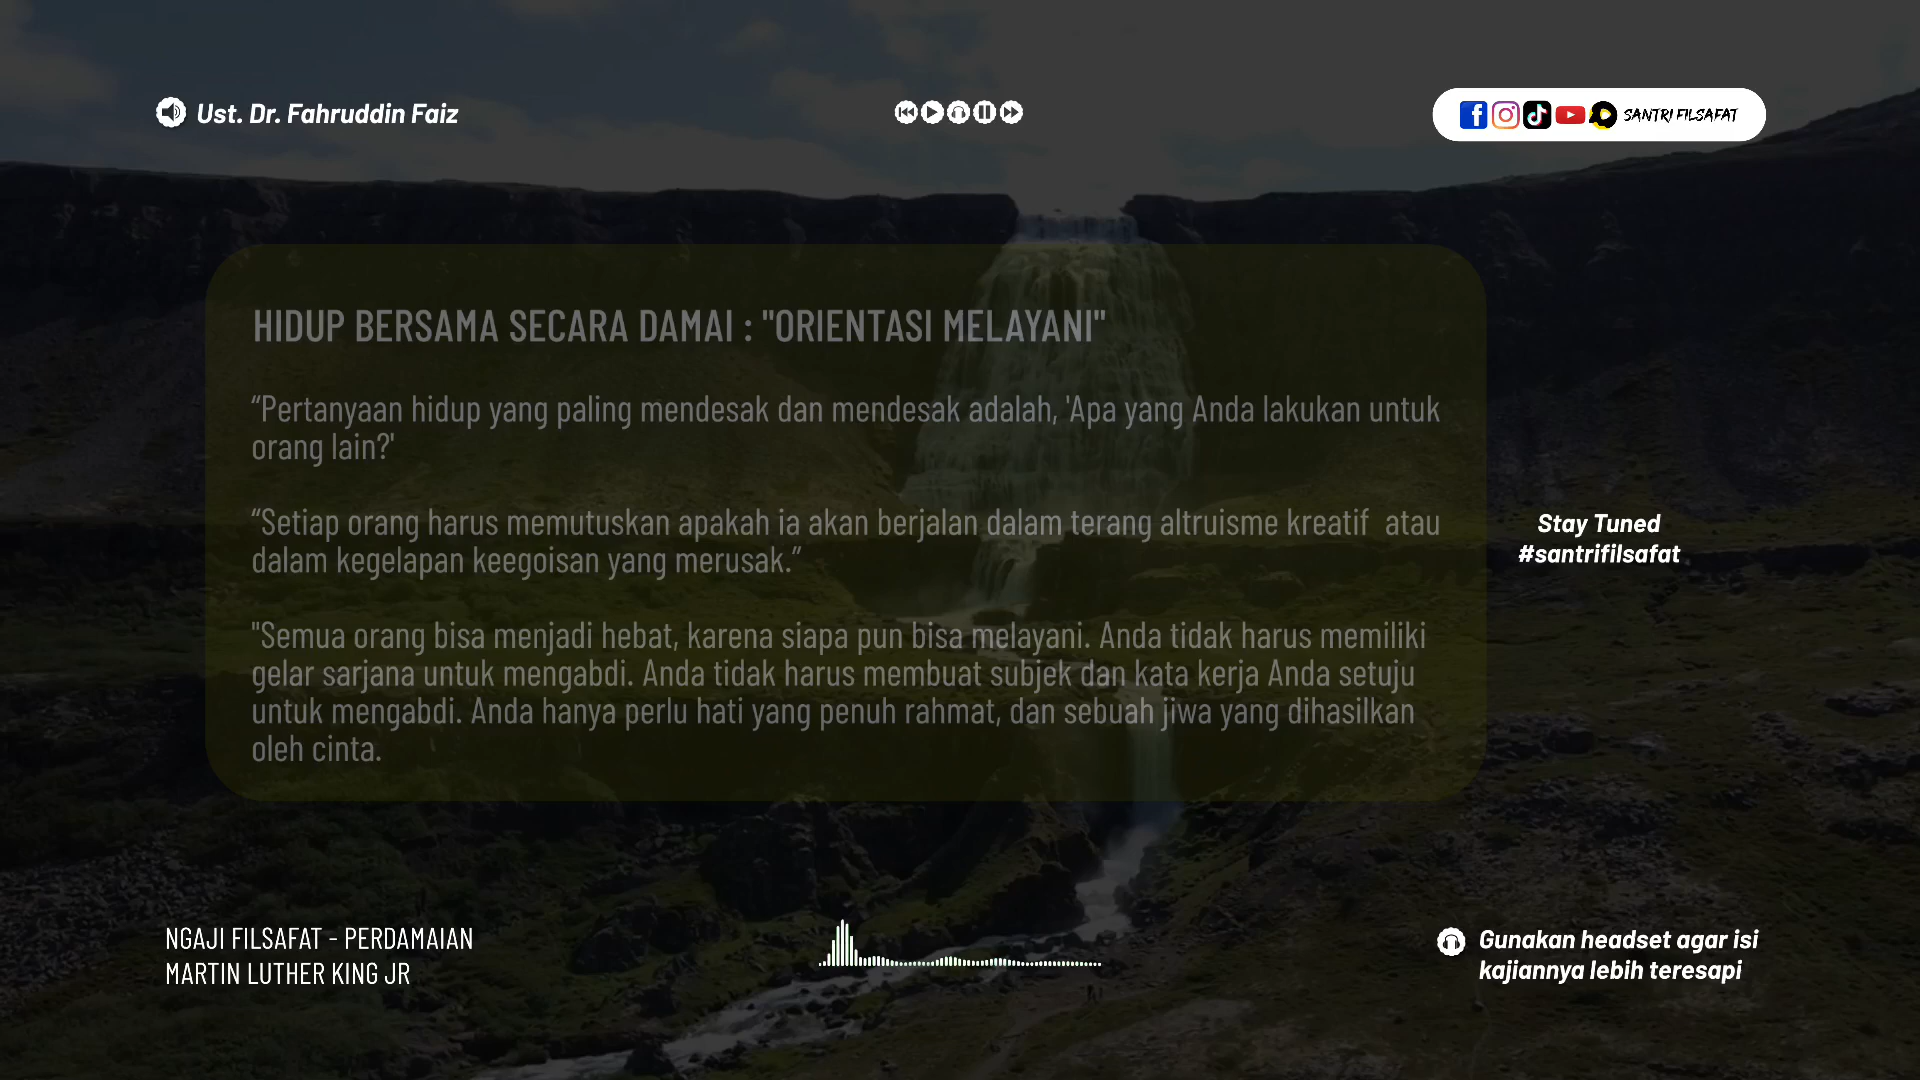 Ust. Dr. Fahruddin Faiz
SANTRI FILSAFAT
HIDUP BERSAMA SECARA DAMAI : "ORIENTASI MELAYANI"
“Pertanyaan hidup yang paling mendesak dan mendesak adalah, 'Apa yang Anda lakukan untuk
orang lain?'
“Setiap orang harus memutuskan apakah ia akan berjalan dalam terang altruisme kreatif  atau
dalam kegelapan keegoisan yang merusak.”
"Semua orang bisa menjadi hebat, karena siapa pun bisa melayani. Anda tidak harus memiliki
gelar sarjana untuk mengabdi. Anda tidak harus membuat subjek dan kata kerja Anda setuju
untuk mengabdi. Anda hanya perlu hati yang penuh rahmat, dan sebuah jiwa yang dihasilkan
oleh cinta.
Stay Tuned
#santrifilsafat
NGAJI FILSAFAT - PERDAMAIAN
MARTIN LUTHER KING JR
Gunakan headset agar isi
kajiannya lebih teresapi